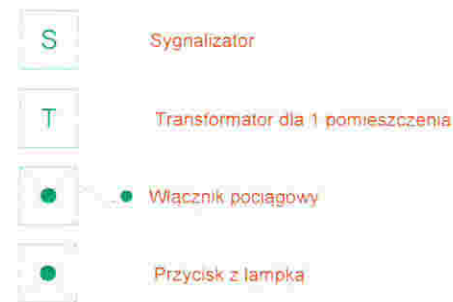 S Sygnalizator
T Transformator dla 1 pomieszczenia
Włącznik pociągowy
Przycisk z lampką